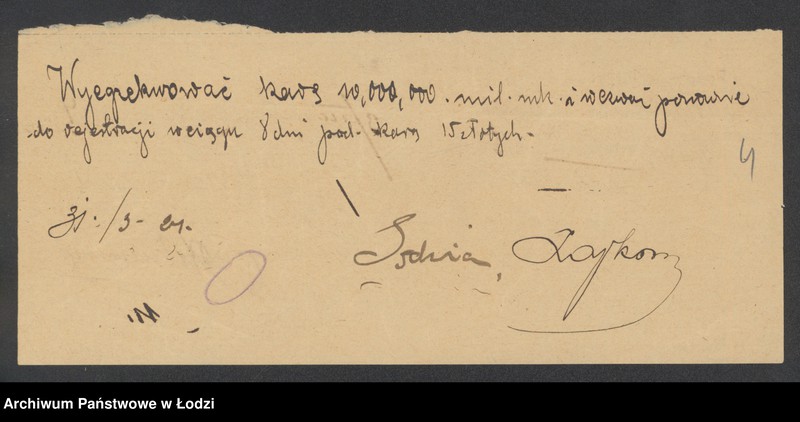 Wyegzekwować karę 10,000,000. mil. mk. i wezwać ponownie
do rejestracji w ciągu 8 dni pod karą 15 złotych.
31./3- 24.
4
Sędzia, Zajkow
Archiwum Państwowe w Łodzi